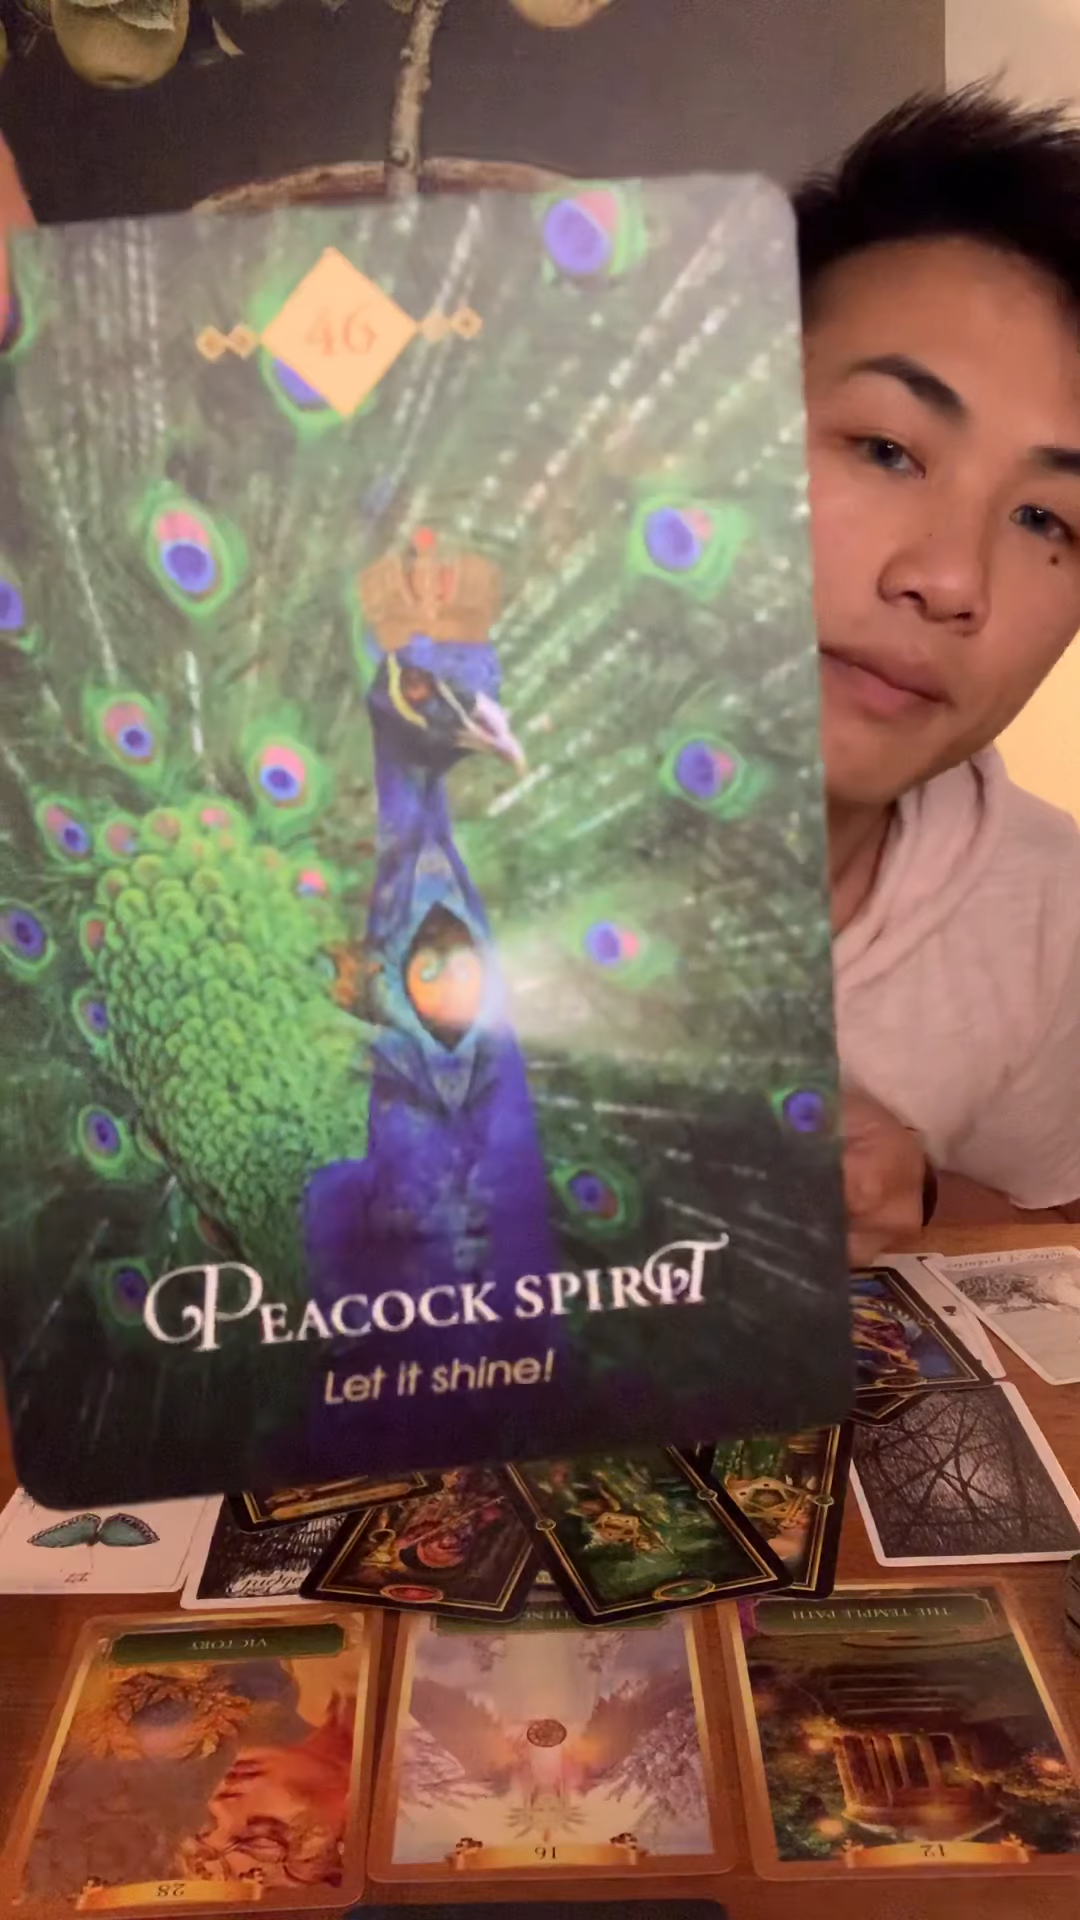 46
PEACOCK SPIRIT
Let it shine!
VICTORY
THE TEMPLE PATH
28
16
12